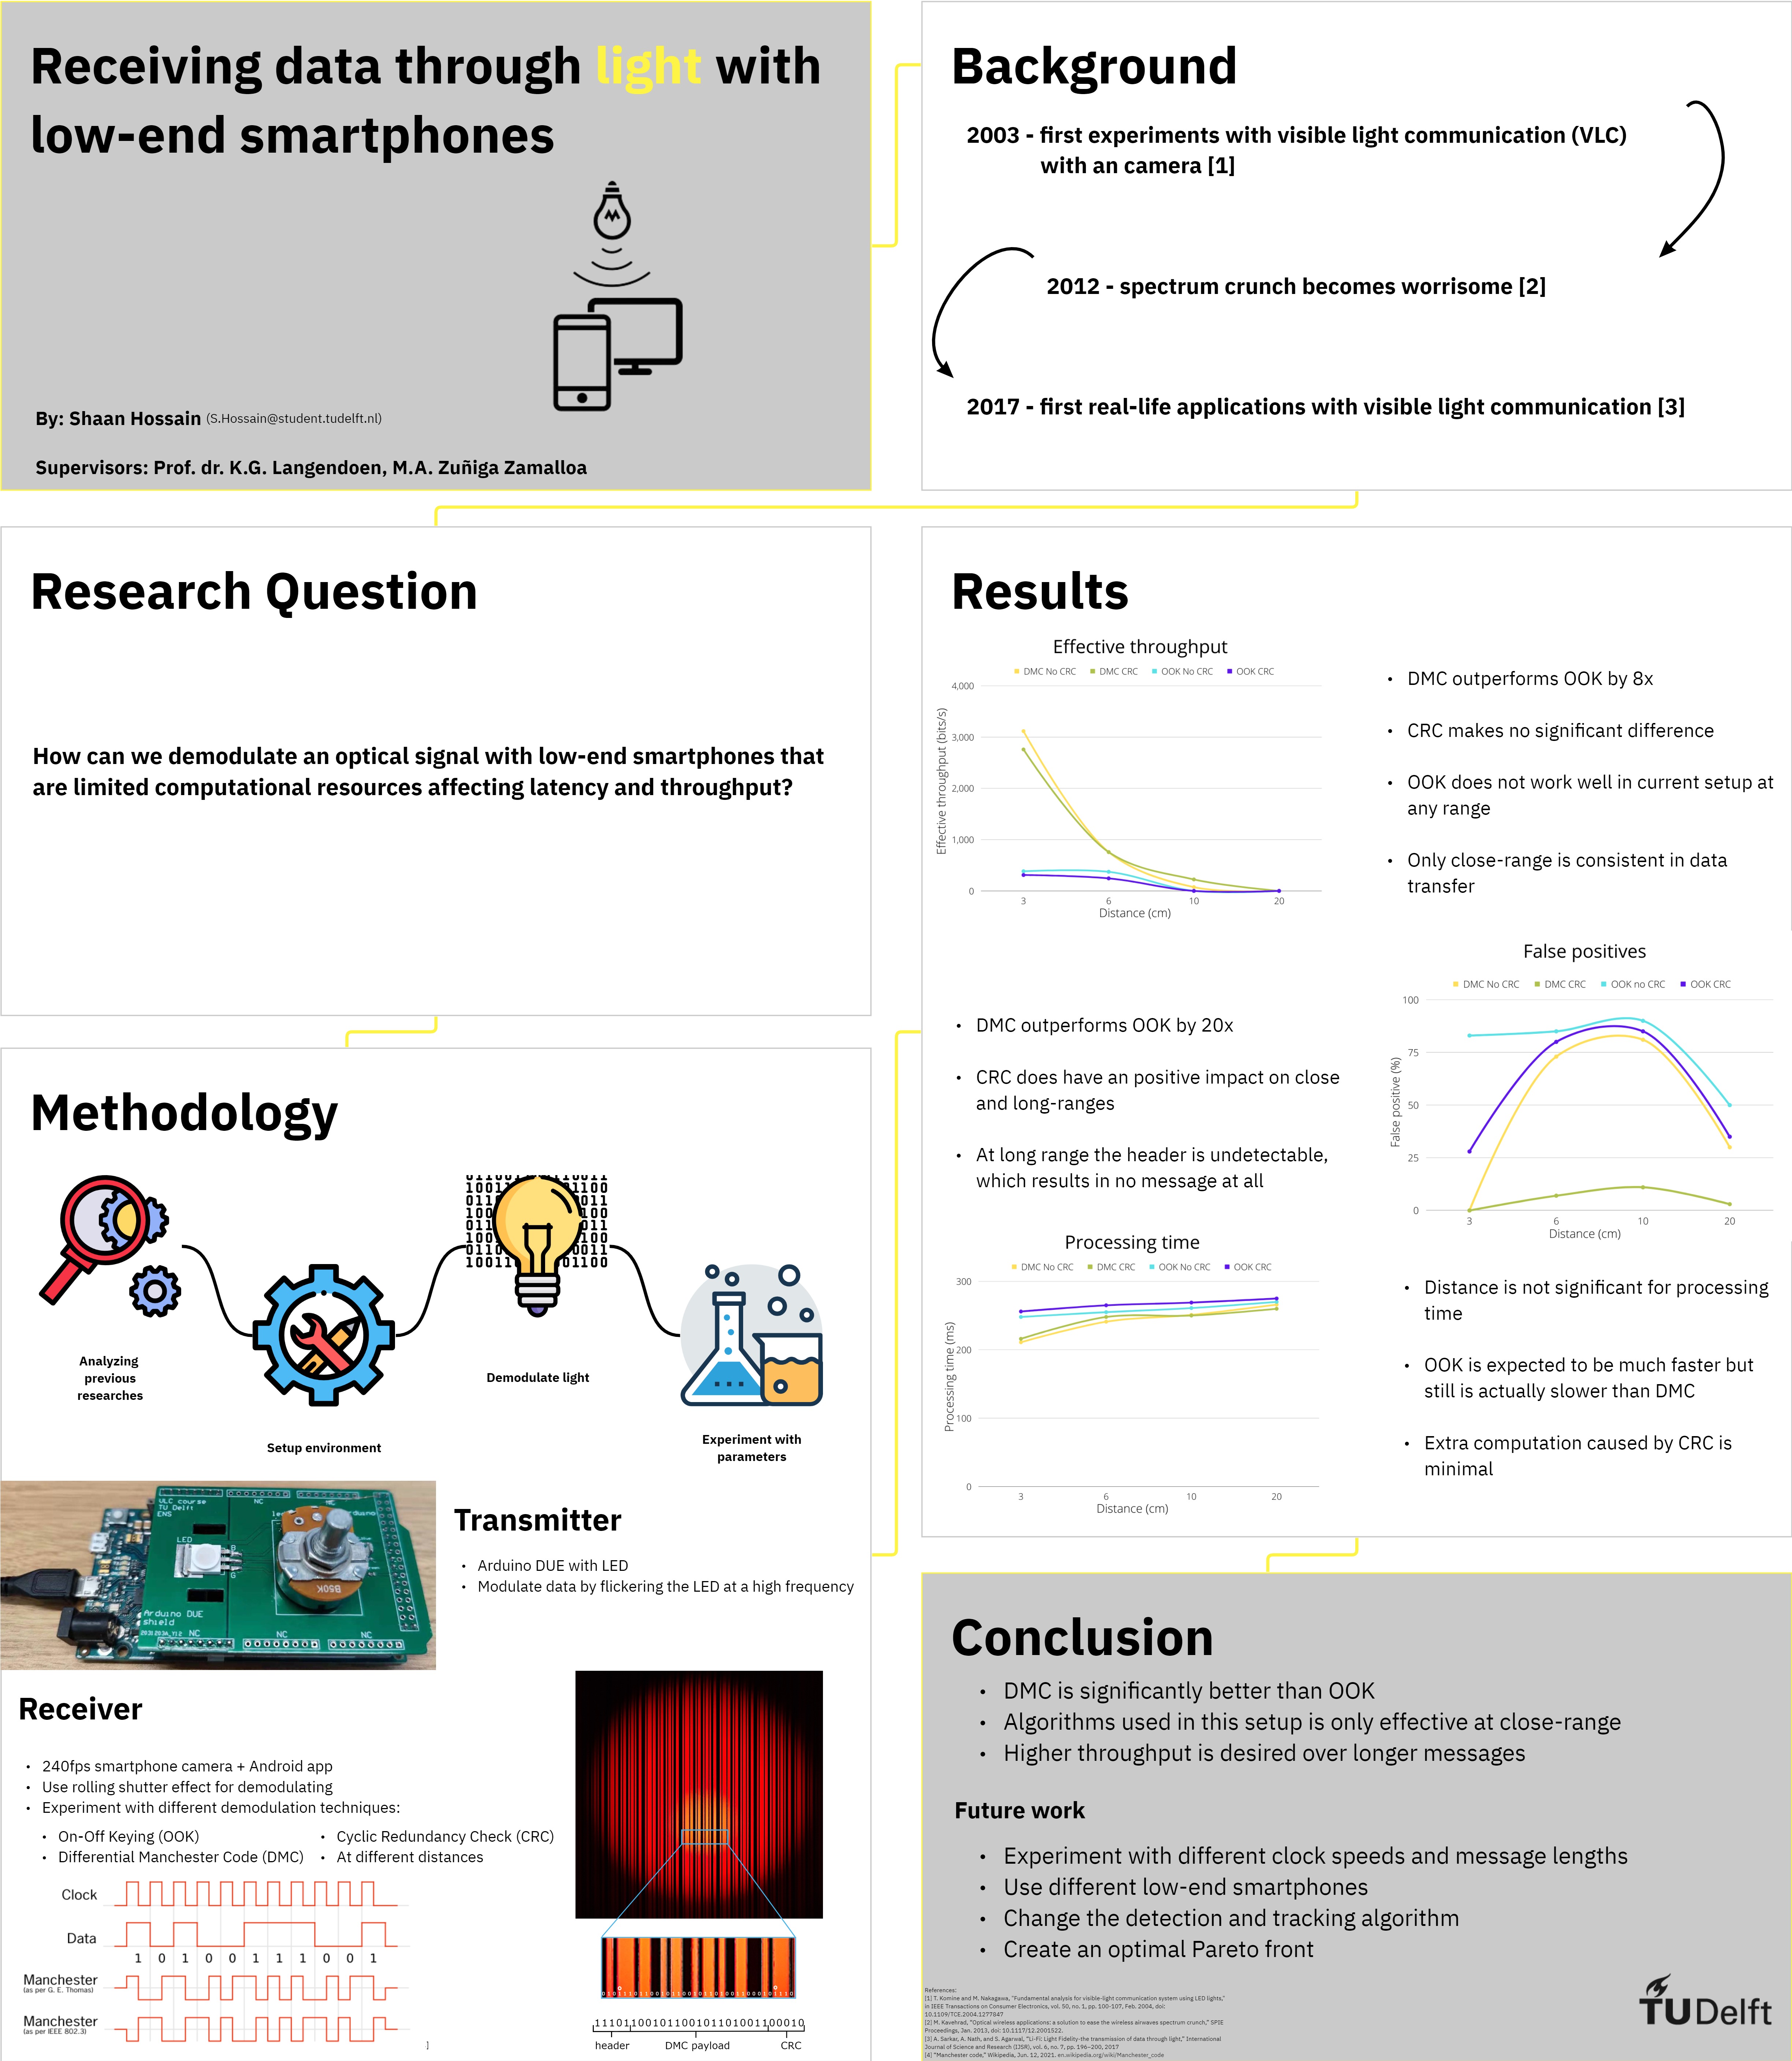 Receiving data through light with
low-end smartphones
By: Shaan Hossain (S.Hossain@student.tudelft.nl)
Supervisors: Prof. dr. K.G. Langendoen, M.A. Zuñiga Zamalloa
Background
2003 - first experiments with visible light communication (VLC)
with an camera [1]
2012 - spectrum crunch becomes worrisome [2]
2017 - first real-life applications with visible light communication [3]
Research Question
How can we demodulate an optical signal with low-end smartphones that
are limited computational resources affecting latency and throughput?
Methodology
Analyzing
previous
researches
Setup environment
Demodulate light
Experiment with
parameters
VLC course
TU Delft
ENS
NC
LED
B50K
Arduino DUE
shield
NC
NC
NC
Transmitter
• Arduino DUE with LED
• Modulate data by flickering the LED at a high frequency
Receiver
• 240fps smartphone camera + Android app
• Use rolling shutter effect for demodulating
• Experiment with different demodulation techniques:
• On-Off Keying (OOK)
• Differential Manchester Code (DMC)
• Cyclic Redundancy Check (CRC)
• At different distances
Clock
Data
1 0 1 0 0 1 1 1 0 0 1
Manchester
(as per G. E. Thomas)
Manchester
(as per IEEE 802.3)
]
header
DMC payload
CRC
Results
Effective throughput
DMC No CRC DMC CRC OOK No CRC OOK CRC
Effective throughput (bits/s)
4,000
3,000
2,000
1,000
0
3 6 10 20
Distance (cm)
• DMC outperforms OOK by 8x
• CRC makes no significant difference
• OOK does not work well in current setup at
any range
• Only close-range is consistent in data
transfer
False positives
DMC No CRC DMC CRC OOK no CRC OOK CRC
False positive (%)
100
75
50
25
0
3 6 10 20
Distance (cm)
• DMC outperforms OOK by 20x
• CRC does have an positive impact on close
and long-ranges
• At long range the header is undetectable,
which results in no message at all
Processing time
DMC No CRC DMC CRC OOK No CRC OOK CRC
Processing time (ms)
300
200
100
0
3 6 10 20
Distance (cm)
• Distance is not significant for processing
time
• OOK is expected to be much faster but
still is actually slower than DMC
• Extra computation caused by CRC is
minimal
Conclusion
• DMC is significantly better than OOK
• Algorithms used in this setup is only effective at close-range
• Higher throughput is desired over longer messages
Future work
• Experiment with different clock speeds and message lengths
• Use different low-end smartphones
• Change the detection and tracking algorithm
• Create an optimal Pareto front
References:
[1] T. Komine and M. Nakagawa, "Fundamental analysis for visible-light communication system using LED lights,"
in IEEE Transactions on Consumer Electronics, vol. 50, no. 1, pp. 100-107, Feb. 2004, doi:
10.1109/TCE.2004.1277847
[2] M. Kavehrad, "Optical wireless applications: a solution to ease the wireless airwaves spectrum crunch," SPIE
Proceedings, Jan. 2013, doi: 10.1117/12.2001522.
[3] A. Sarkar, A. Nath, and S. Agarwal, "Li-Fi: Light Fidelity-the transmission of data through light," International
Journal of Science and Research (IJSR), vol. 6, no. 7, pp. 196–200, 2017
[4] "Manchester code," Wikipedia, Jun. 12, 2021. en.wikipedia.org/wiki/Manchester_code
TU Delft